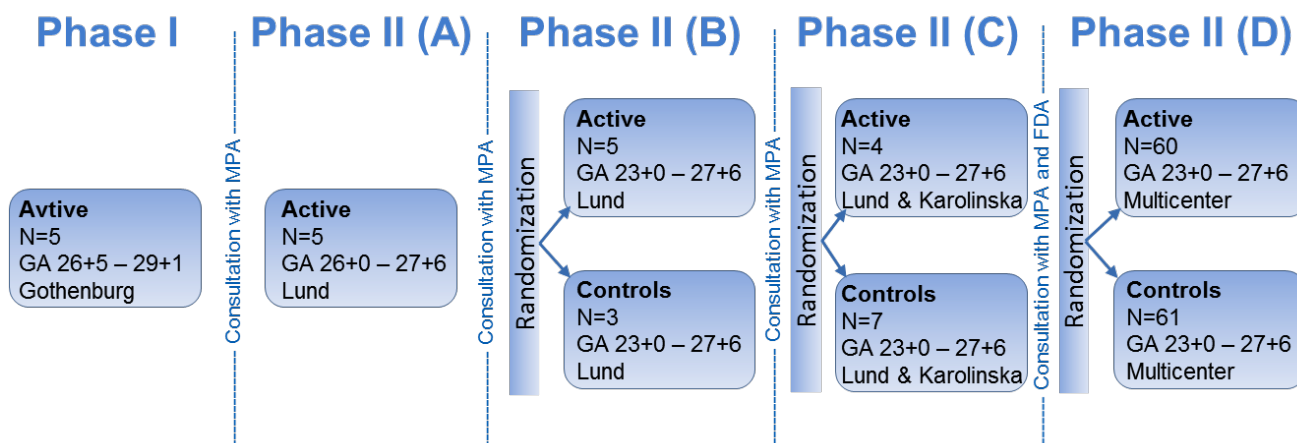 Phase I
Avtive
N=5
GA 26+5 – 29+1
Gothenburg
Consultation with MPA
Phase II (A)
Active
N=5
GA 26+0 – 27+6
Lund
Consultation with MPA
Phase II (B)
Randomization
Active
N=5
GA 23+0 – 27+6
Lund
Controls
N=3
GA 23+0 – 27+6
Lund
Consultation with MPA
Phase II (C)
Randomization
Active
N=4
GA 23+0 – 27+6
Lund & Karolinska
Controls
N=7
GA 23+0 – 27+6
Lund & Karolinska
Consultation with MPA and FDA
Phase II (D)
Randomization
Active
N=60
GA 23+0 – 27+6
Multicenter
Controls
N=61
GA 23+0 – 27+6
Multicenter